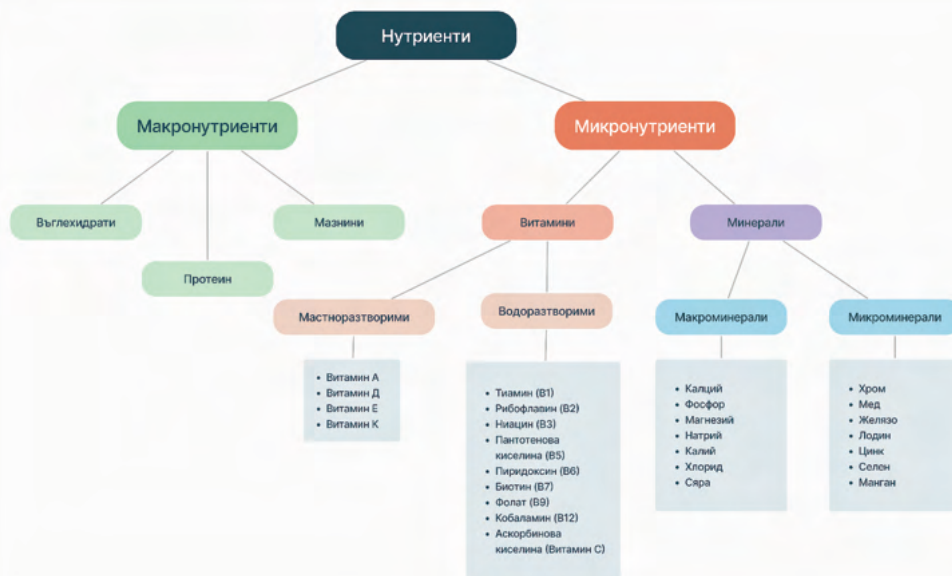 Нутриенти
Макронутриенти
Микронутриенти
Въглехидрати
Мазнини
Протеин
Витамини
Минерали
Мастноразтворими
Водоразтворими
Макроминерали
Микроминерали
• Витамин А
• Витамин Д
• Витамин Е
• Витамин К
• Тиамин (B1)
• Рибофлавин (B2)
• Ниацин (B3)
• Пантотенова
киселина (B5)
• Пиридоксин (B6)
• Биотин (B7)
• Фолат (B9)
• Кобаламин (B12)
• Аскорбинова
киселина (Витамин С)
• Калций
• Фосфор
• Магнезий
• Натрий
• Калий
• Хлорид
• Сяра
• Хром
• Мед
• Желязо
• Лодин
• Цинк
• Селен
• Манган